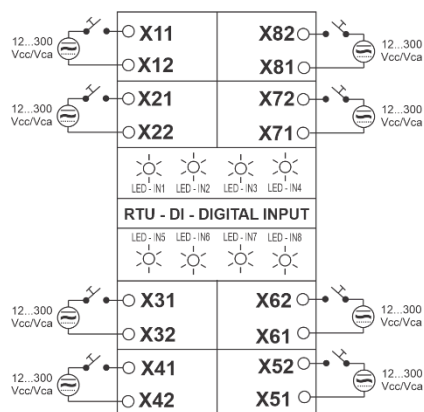 X11 X82
12...300 Vcc/Vca
12...300 Vcc/Vca
X12 X81
X21 X72
12...300 Vcc/Vca
12...300 Vcc/Vca
X22 X71
LED - IN1 LED - IN2 LED - IN3 LED - IN4
RTU - DI - DIGITAL INPUT
LED - IN5 LED - IN6 LED - IN7 LED - IN8
X31 X62
12...300 Vcc/Vca
12...300 Vcc/Vca
X32 X61
X41 X52
12...300 Vcc/Vca
12...300 Vcc/Vca
X42 X51